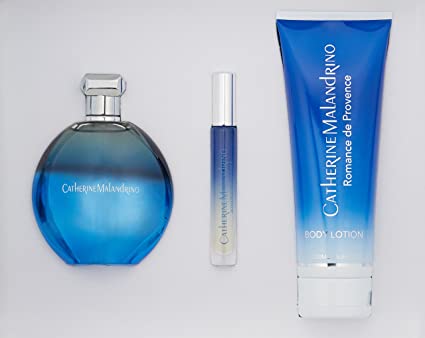 CATHERINE MALANDRINO
CATHERINE MALANDRINO
CATHERINE MALANDRINO
Romance de Provence
BODY LOTION